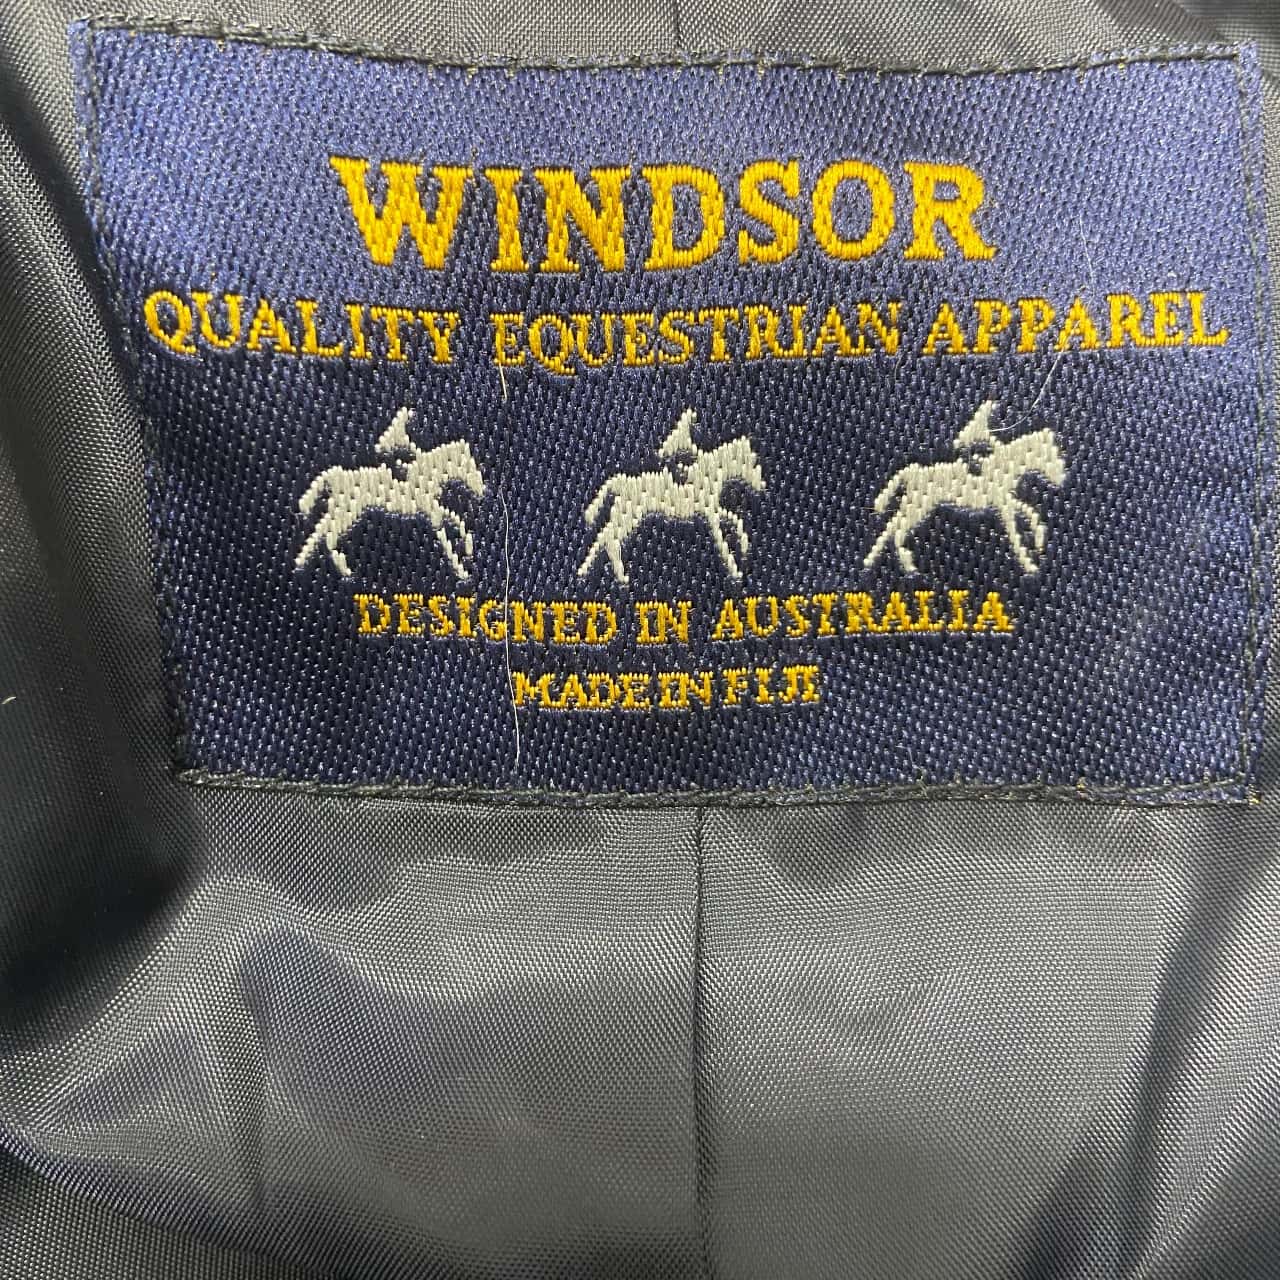 WINDSOR
QUALITY EQUESTRIAN APPAREL
DESIGNED IN AUSTRALIA
MADE IN FIJI